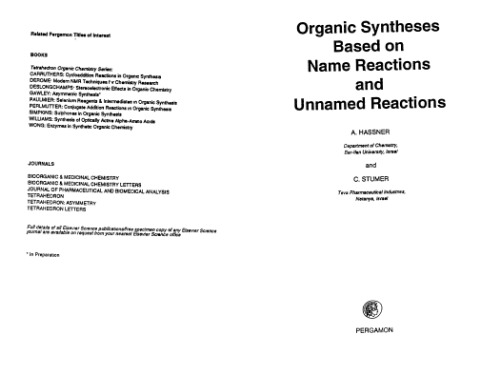 Related Pergamon Titles of Interest
BOOKS
Tetrahedron Organic Chemistry Series:
CARRUTHERS: Cycloaddition Reactions in Organic Synthesis
DEROME: Modern NMR Techniques for Chemistry Research
DESLONGCHAMPS: Stereoelectronic Effects in Organic Chemistry
GAWLEY: Asymmetric Synthesis*
PAULMIER: Selenium Reagents & Intermediates in Organic Synthesis
PERLMUTTER: Conjugate Addition Reactions in Organic Synthesis
SIMPKINS: Sulphones in Organic Synthesis
WILLIAMS: Synthesis of Optically Active Alpha-Amino Acids
WONG: Enzymes in Synthetic Organic Chemistry
JOURNALS
BIOORGANIC & MEDICINAL CHEMISTRY
BIOORGANIC & MEDICINAL CHEMISTRY LETTERS
JOURNAL OF PHARMACEUTICAL AND BIOMEDICAL ANALYSIS
TETRAHEDRON
TETRAHEDRON: ASYMMETRY
TETRAHEDRON LETTERS
Full details of all Elsevier Science publications/free specimen copy of any Elsevier Science
journal are available on request from your nearest Elsevier Science office
* In Preparation
Organic Syntheses
Based on
Name Reactions
and
Unnamed Reactions
A. HASSNER
Department of Chemistry,
Bar-Ilan University, Israel
and
C. STUMER
Teva Pharmaceutical Industries,
Netanya, Israel
PERGAMON